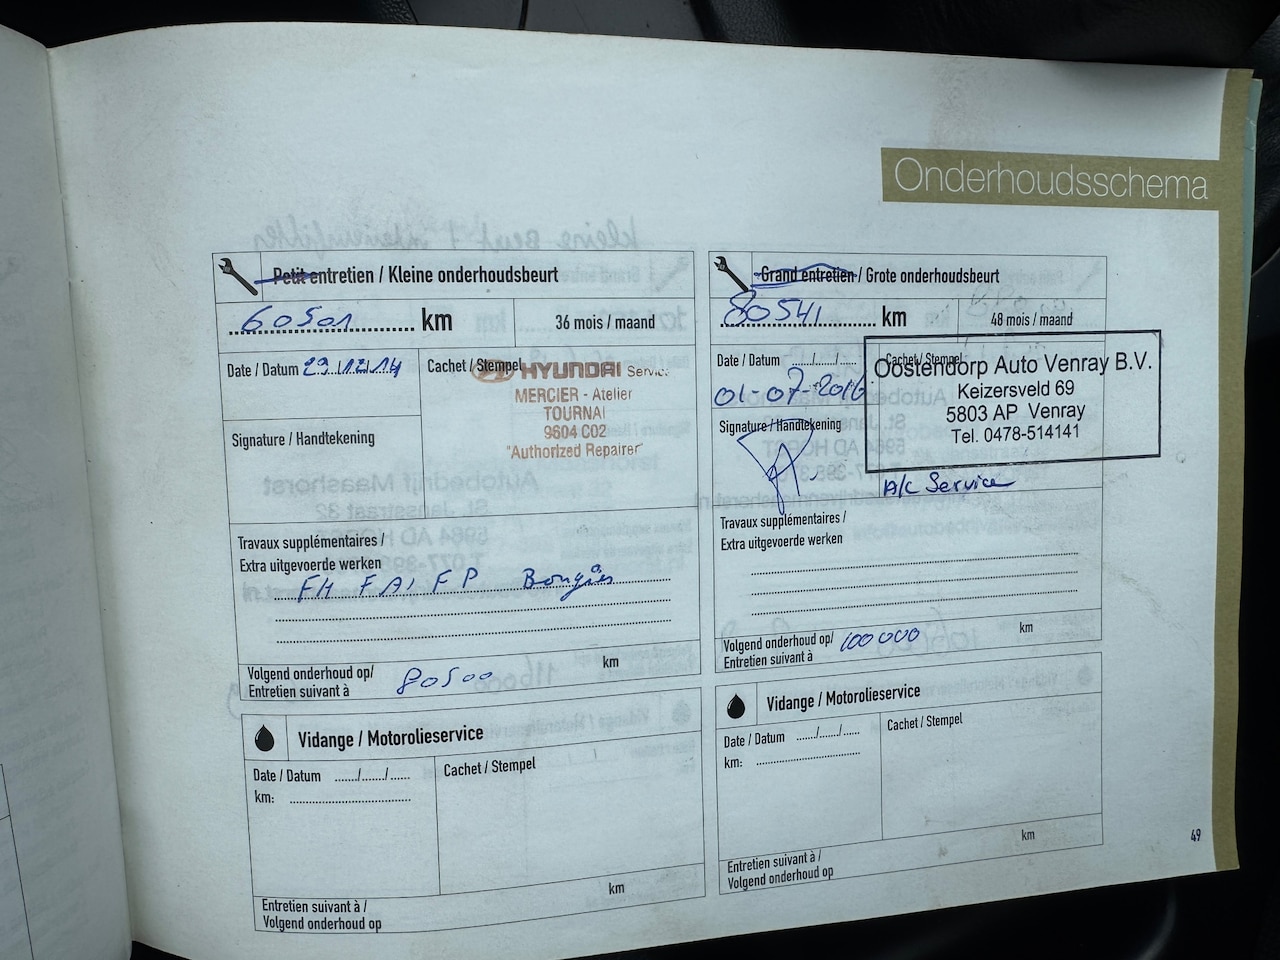 Onderhoudsschema
Petit entretien / Kleine onderhoudsbeurt
60501 km
36 mois / maand
Date / Datum 29/12/14
Cachet / Stempel
HYUNDAI Service
MERCIER - Atelier
TOURNAI
9604 C02
"Authorized Repairer"
Signature / Handtekening
Travaux supplémentaires /
Extra uitgevoerde werken
FH FA FP Bougies
Volgend onderhoud op/
Entretien suivant à
80500 km
Vidange / Motorolieservice
Date / Datum ....../......./......
km:
Cachet / Stempel
km
Entretien suivant à /
Volgend onderhoud op
Grand entretien / Grote onderhoudsbeurt
80541 km
48 mois / maand
Date / Datum ....../....../......
01-07-2016
Cachet / Stempel
Oostendorp Auto Venray B.V.
Keizersveld 69
5803 AP Venray
Tel. 0478-514141
Signature / Handtekening
A/C Service
Travaux supplémentaires /
Extra uitgevoerde werken
Volgend onderhoud op/
Entretien suivant à
100000 km
Vidange / Motorolieservice
Date / Datum ....../....../......
km:
Cachet / Stempel
km
Entretien suivant à /
Volgend onderhoud op
49